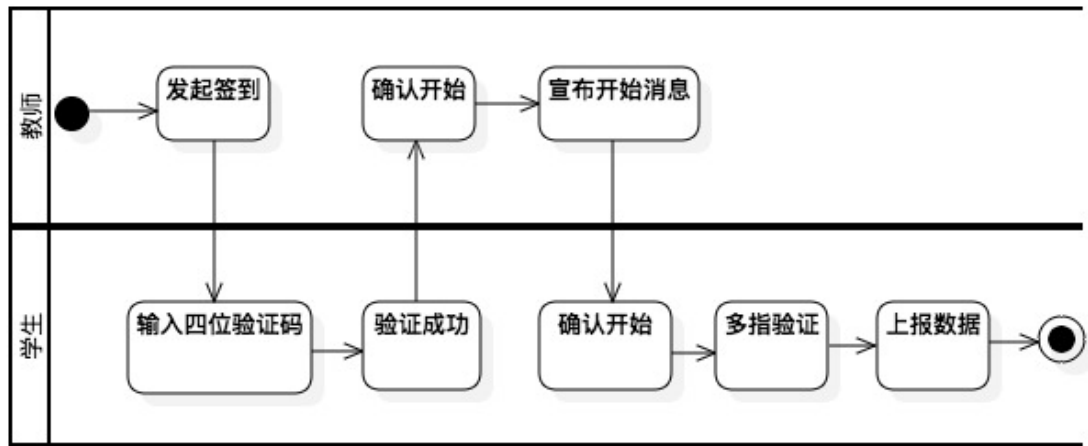 教师
发起签到
确认开始
宣布开始消息
学生
输入四位验证码
验证成功
确认开始
多指验证
上报数据